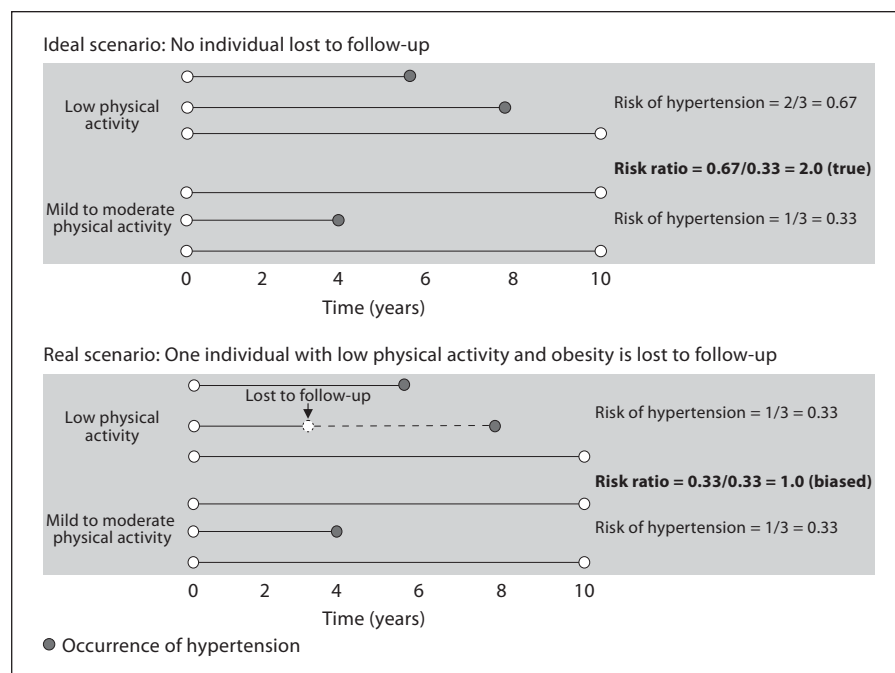 Ideal scenario: No individual lost to follow-up
Low physical
activity
Risk of hypertension = 2/3 = 0.67
Risk ratio = 0.67/0.33 = 2.0 (true)
Mild to moderate
physical activity
Risk of hypertension = 1/3 = 0.33
0 2 4 6 8 10
Time (years)
Real scenario: One individual with low physical activity and obesity is lost to follow-up
Lost to follow-up
Low physical
activity
Risk of hypertension = 1/3 = 0.33
Risk ratio = 0.33/0.33 = 1.0 (biased)
Mild to moderate
physical activity
Risk of hypertension = 1/3 = 0.33
0 2 4 6 8 10
Time (years)
Occurrence of hypertension